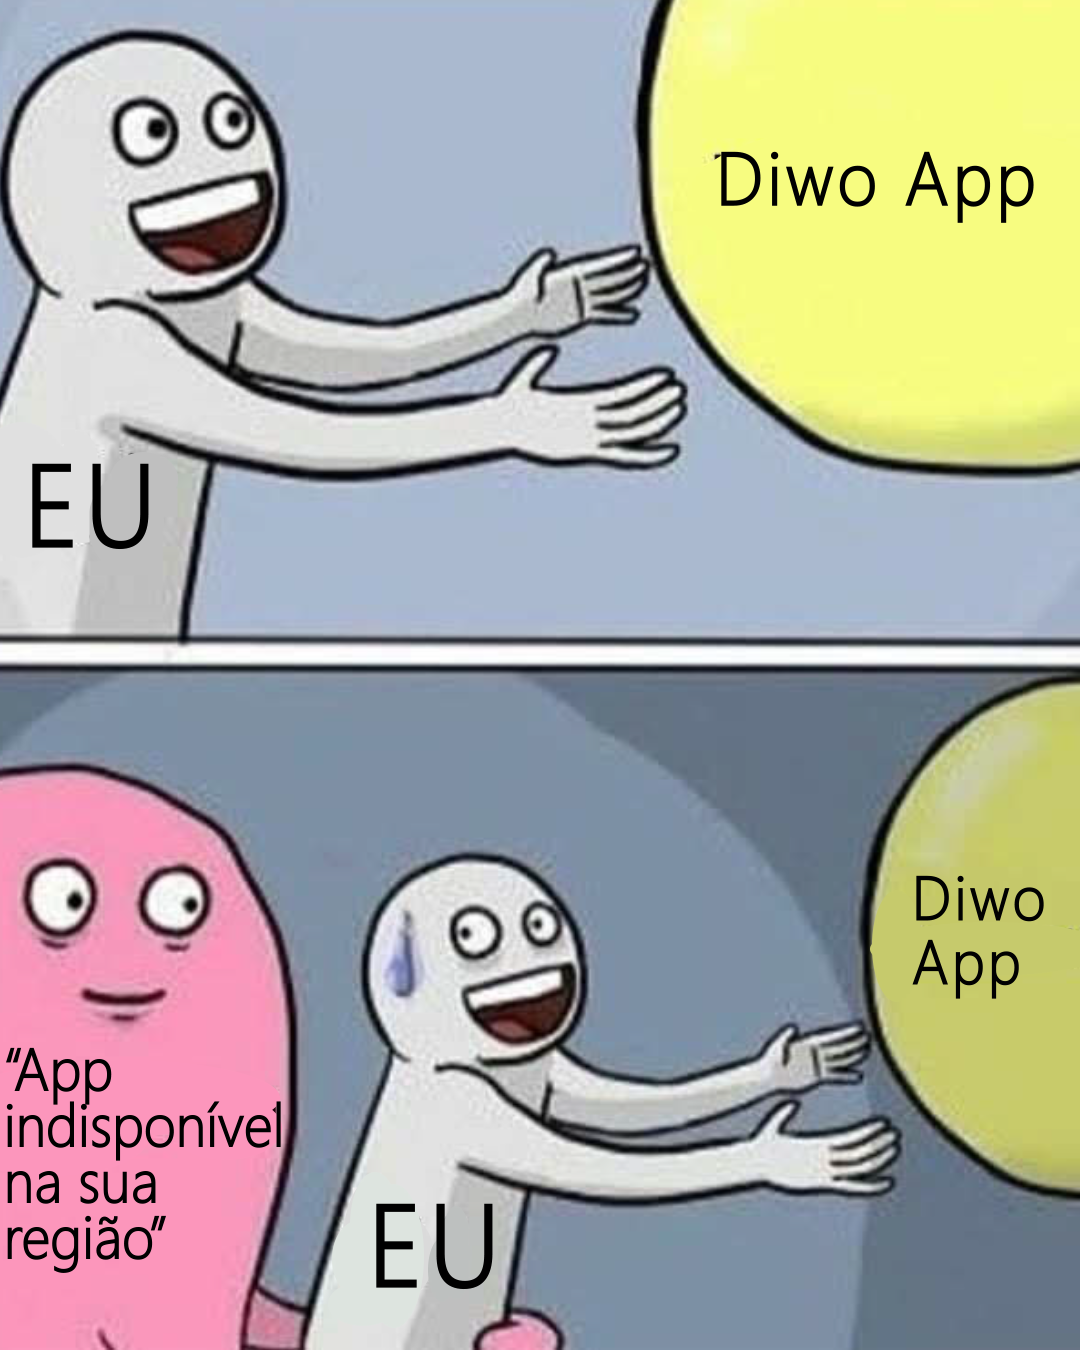 Diwo App
EU
Diwo
App
“App
indisponível
na sua
região”
EU